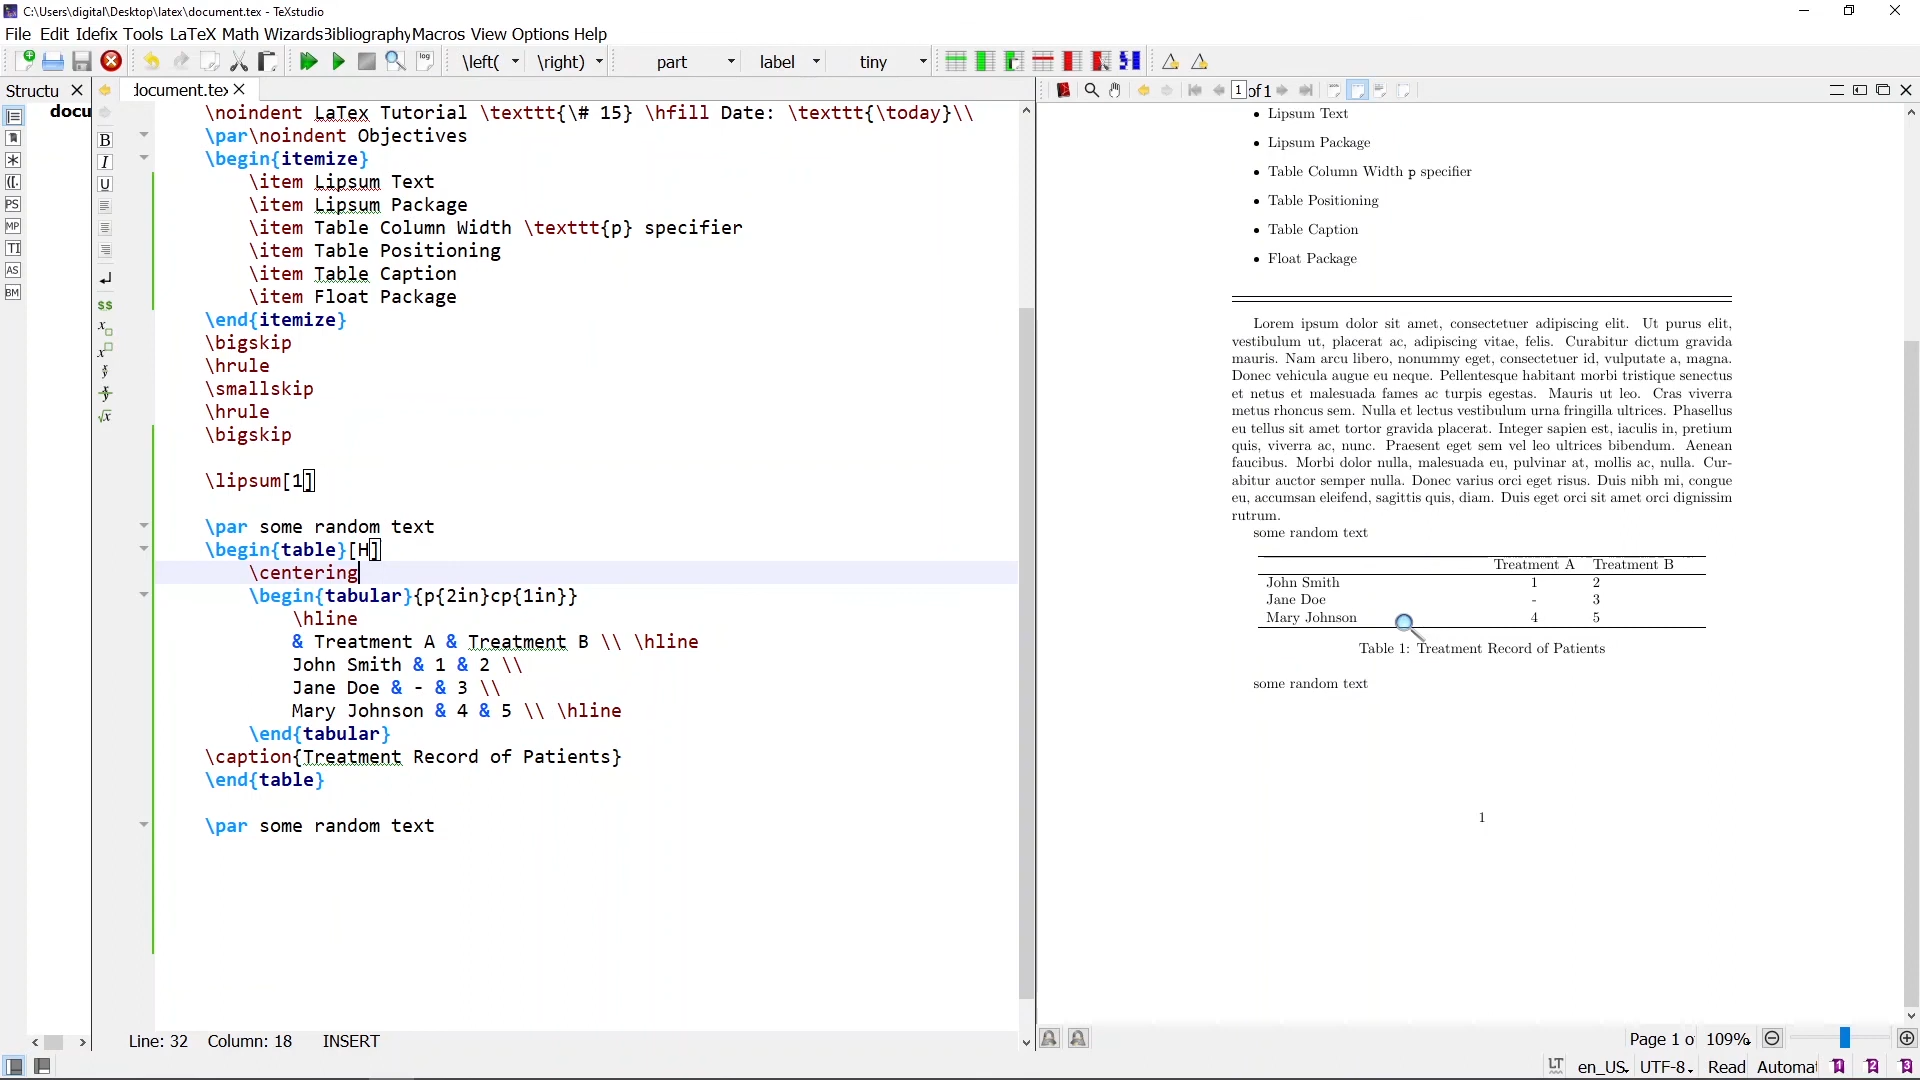 C:\Users\digital\Desktop\latex\document.tex - TeXstudio
File Edit Idefix Tools LaTeX Math Wizards Bibliography Macros View Options Help
log \left( \right) part label tiny
Structu
docu
PS
MP
TI
AS
BM
document.tex
B
I
U
$$
\noindent LaTex Tutorial \texttt{\# 15} \hfill Date: \texttt{\today}\\
\par\noindent Objectives
\begin{itemize}
\item Lipsum Text
\item Lipsum Package
\item Table Column Width \texttt{p} specifier
\item Table Positioning
\item Table Caption
\item Float Package
\end{itemize}
\bigskip
\hrule
\smallskip
\hrule
\bigskip
\lipsum[1]
\par some random text
\begin{table}[H]
\centering
\begin{tabular}{p{2in}cp{1in}}
\hline
& Treatment A & Treatment B \\ \hline
John Smith & 1 & 2 \\
Jane Doe & - & 3 \\
Mary Johnson & 4 & 5 \\ \hline
\end{tabular}
\caption{Treatment Record of Patients}
\end{table}
\par some random text
Line: 32 Column: 18 INSERT
1 of 1
• Lipsum Text
• Lipsum Package
• Table Column Width p specifier
• Table Positioning
• Table Caption
• Float Package
Lorem ipsum dolor sit amet, consectetuer adipiscing elit. Ut purus elit,
vestibulum ut, placerat ac, adipiscing vitae, felis. Curabitur dictum gravida
mauris. Nam arcu libero, nonummy eget, consectetuer id, vulputate a, magna.
Donec vehicula augue eu neque. Pellentesque habitant morbi tristique senectus
et netus et malesuada fames ac turpis egestas. Mauris ut leo. Cras viverra
metus rhoncus sem. Nulla et lectus vestibulum urna fringilla ultrices. Phasellus
eu tellus sit amet tortor gravida placerat. Integer sapien est, iaculis in, pretium
quis, viverra ac, nunc. Praesent eget sem vel leo ultrices bibendum. Aenean
faucibus. Morbi dolor nulla, malesuada eu, pulvinar at, mollis ac, nulla. Cur-
abitur auctor semper nulla. Donec varius orci eget risus. Duis nibh mi, congue
eu, accumsan eleifend, sagittis quis, diam. Duis eget orci sit amet orci dignissim
rutrum.
some random text
Treatment A Treatment B
John Smith 1 2
Jane Doe - 3
Mary Johnson 4 5
Table 1: Treatment Record of Patients
some random text
1
Page 1 o 109%
LT en_US UTF-8 Read Automa 1 2 3